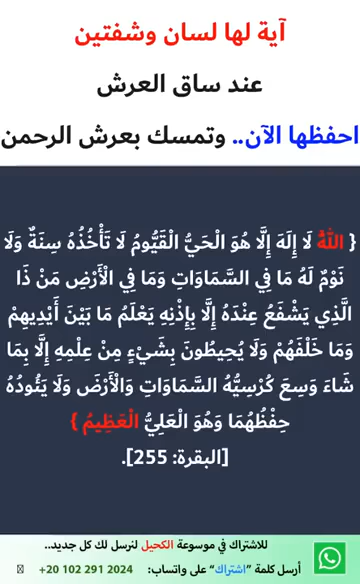 آية لها لسان وشفتين
عند ساق العرش
احفظها الآن.. وتمسك بعرش الرحمن
{ اللَّهُ لَا إِلَهَ إِلَّا هُوَ الْحَيُّ الْقَيُّومُ لَا تَأْخُذُهُ سِنَةٌ وَلَا
نَوْمٌ لَهُ مَا فِي السَّمَاوَاتِ وَمَا فِي الْأَرْضِ مَنْ ذَا
الَّذِي يَشْفَعُ عِنْدَهُ إِلَّا بِإِذْنِهِ يَعْلَمُ مَا بَيْنَ أَيْدِيهِمْ
وَمَا خَلْفَهُمْ وَلَا يُحِيطُونَ بِشَيْءٍ مِنْ عِلْمِهِ إِلَّا بِمَا
شَاءَ وَسِعَ كُرْسِيُّهُ السَّمَاوَاتِ وَالْأَرْضَ وَلَا يَئُودُهُ
حِفْظُهُمَا وَهُوَ الْعَلِيُّ الْعَظِيمُ }
[البقرة: 255].
للاشتراك في موسوعة الكحيل لنرسل لك كل جديد..
أرسل كلمة "اشتراك" على واتساب: 2024 291 102 20+